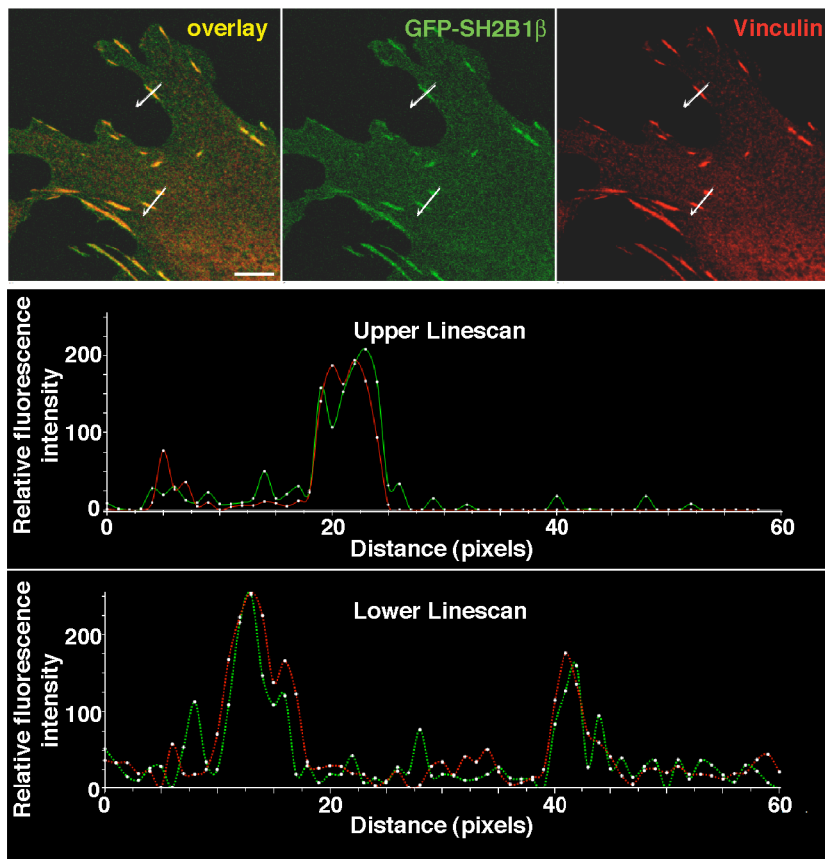 overlay
GFP-SH2B1β
Vinculin
Upper Linescan
Relative fluorescence
intensity
200
100
0
0 20 40 60
Distance (pixels)
Lower Linescan
Relative fluorescence
intensity
200
100
0
0 20 40 60
Distance (pixels)